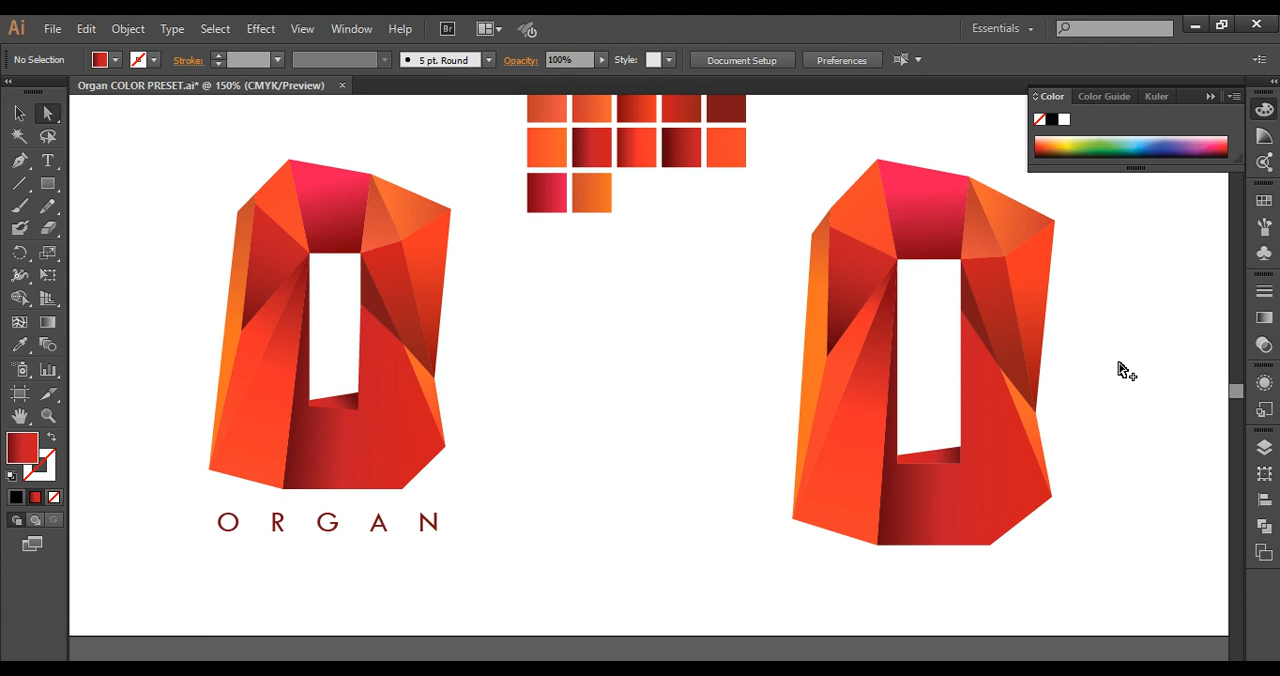 Ai File Edit Object Type Select Effect View Window Help Br Essentials
No Selection Stroke: 5 pt. Round Opacity: 100% Style: Document Setup Preferences
Organ COLOR PRESET.ai* @ 150% (CMYK/Preview)
Color Color Guide Kuler
T
O R G A N